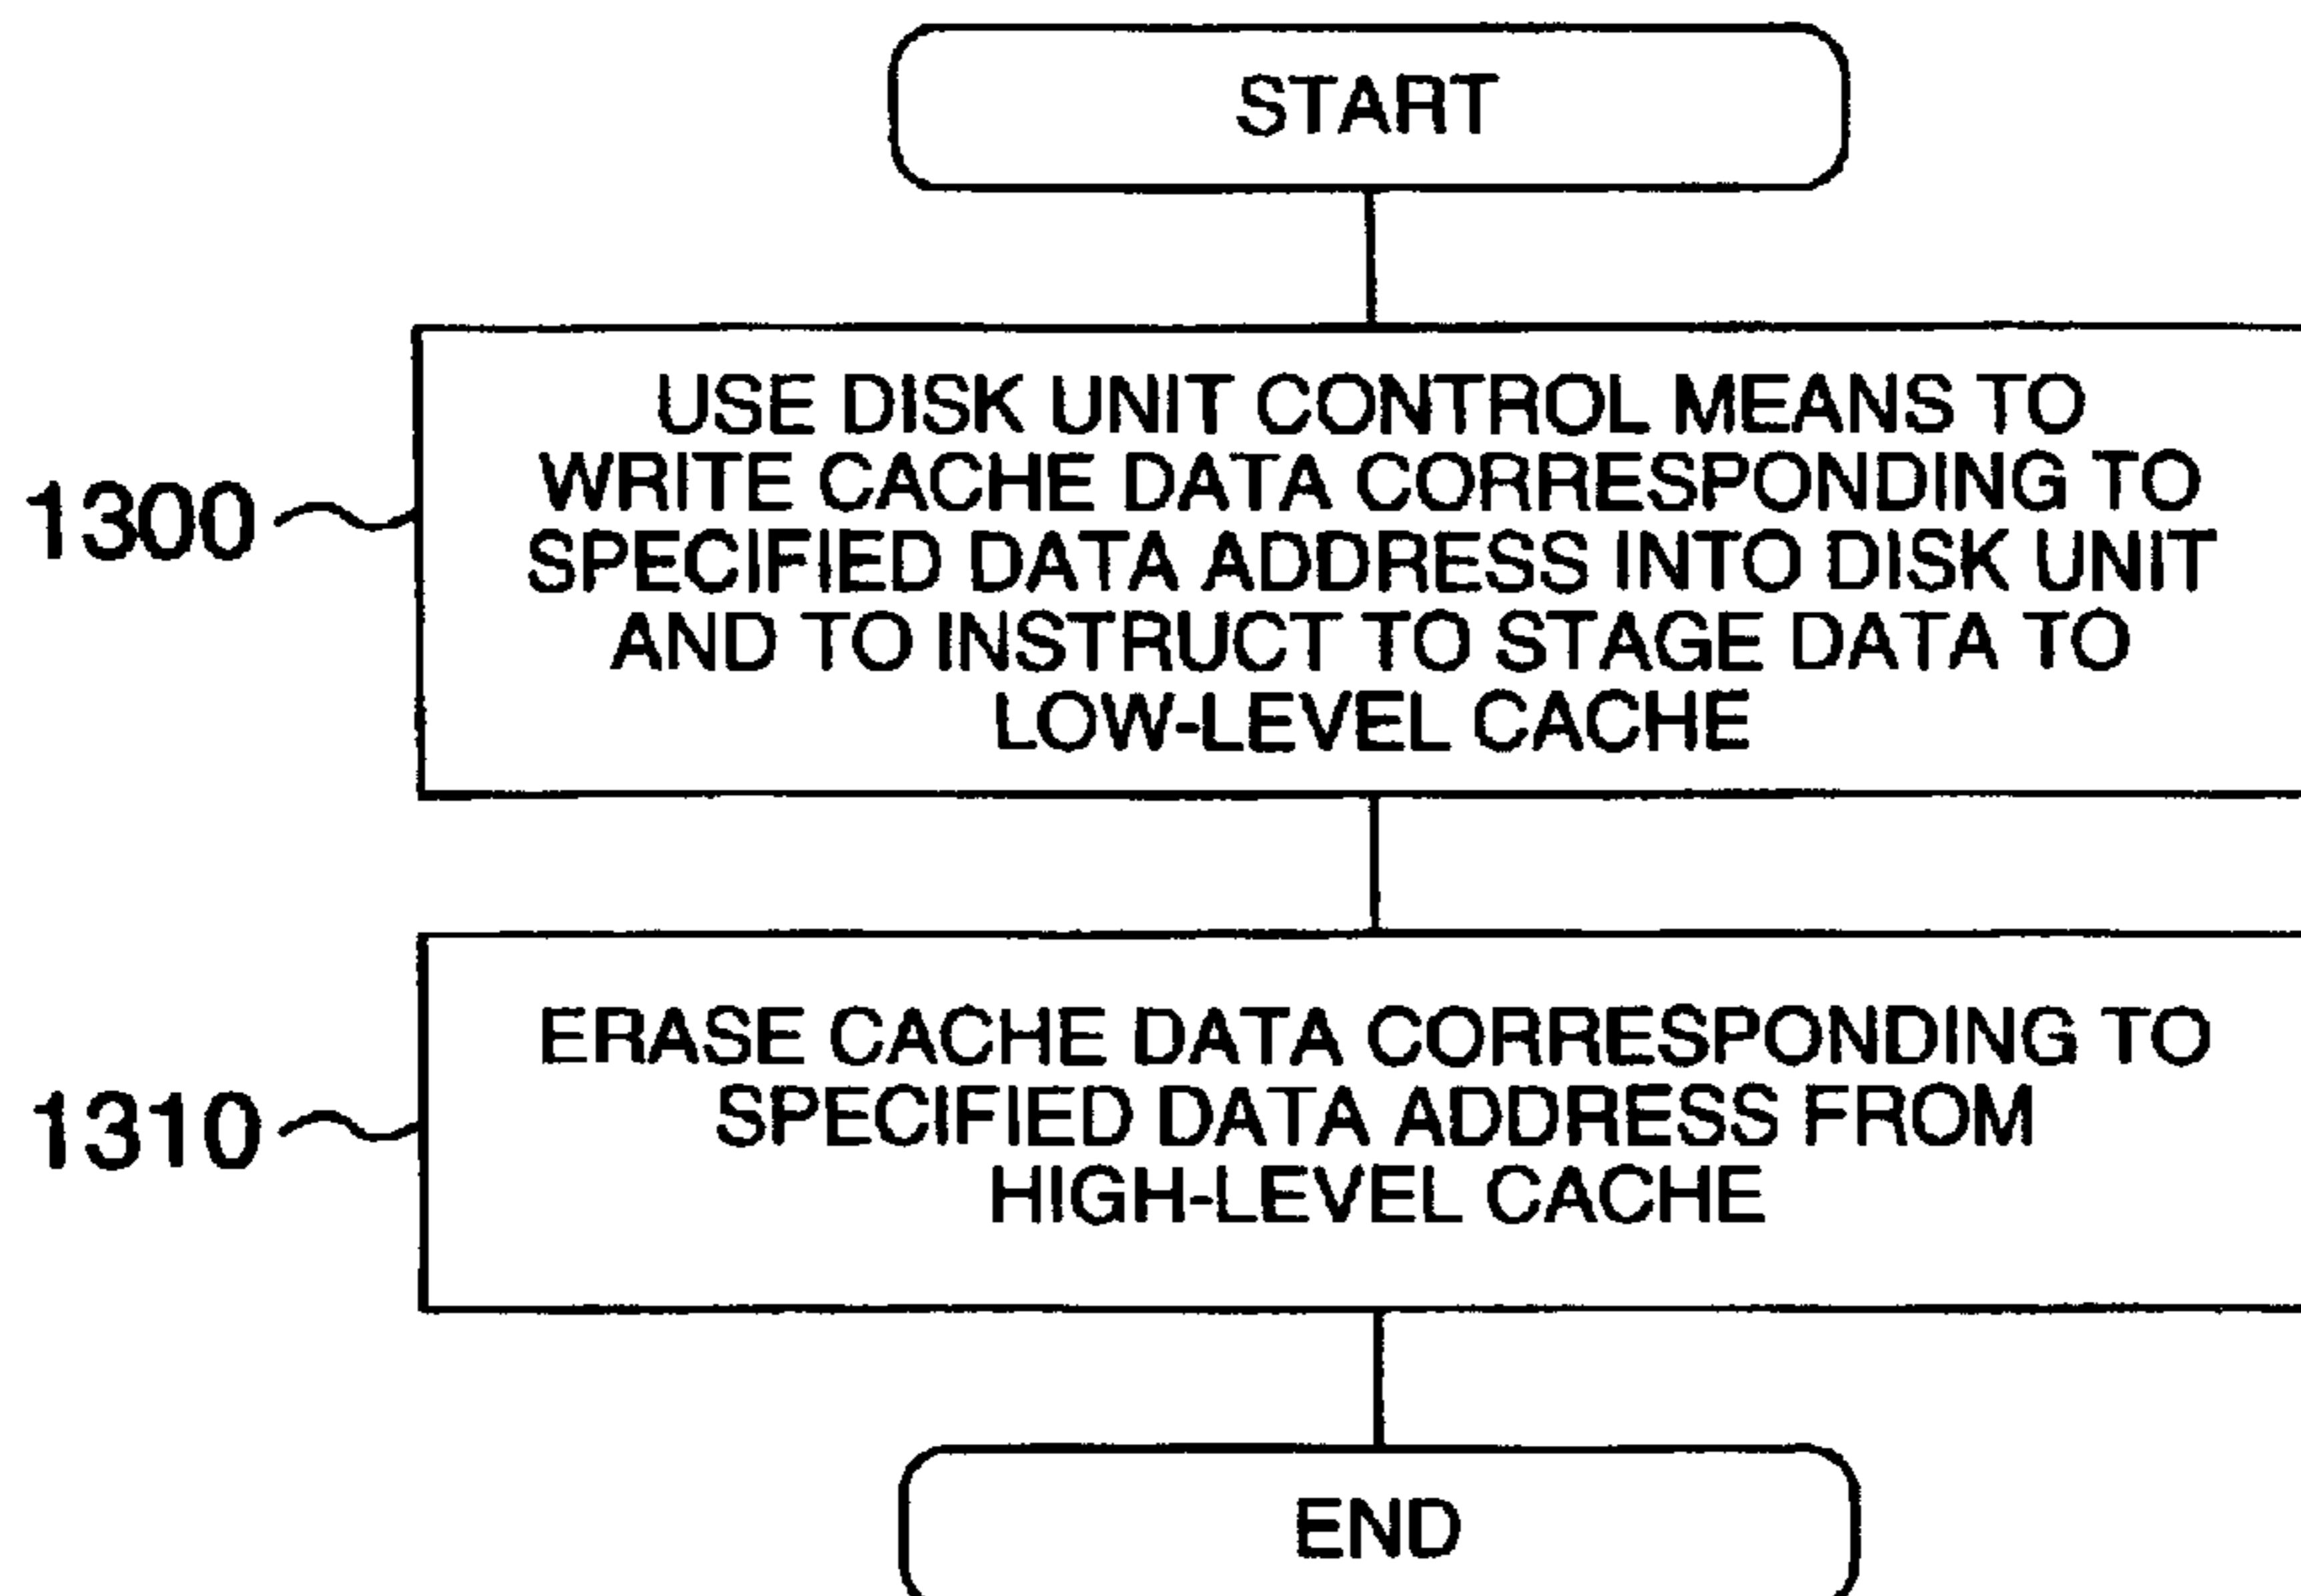 START
USE DISK UNIT CONTROL MEANS TO
WRITE CACHE DATA CORRESPONDING TO
SPECIFIED DATA ADDRESS INTO DISK UNIT
AND TO INSTRUCT TO STAGE DATA TO
LOW-LEVEL CACHE
1300
ERASE CACHE DATA CORRESPONDING TO
SPECIFIED DATA ADDRESS FROM
HIGH-LEVEL CACHE
1310
END